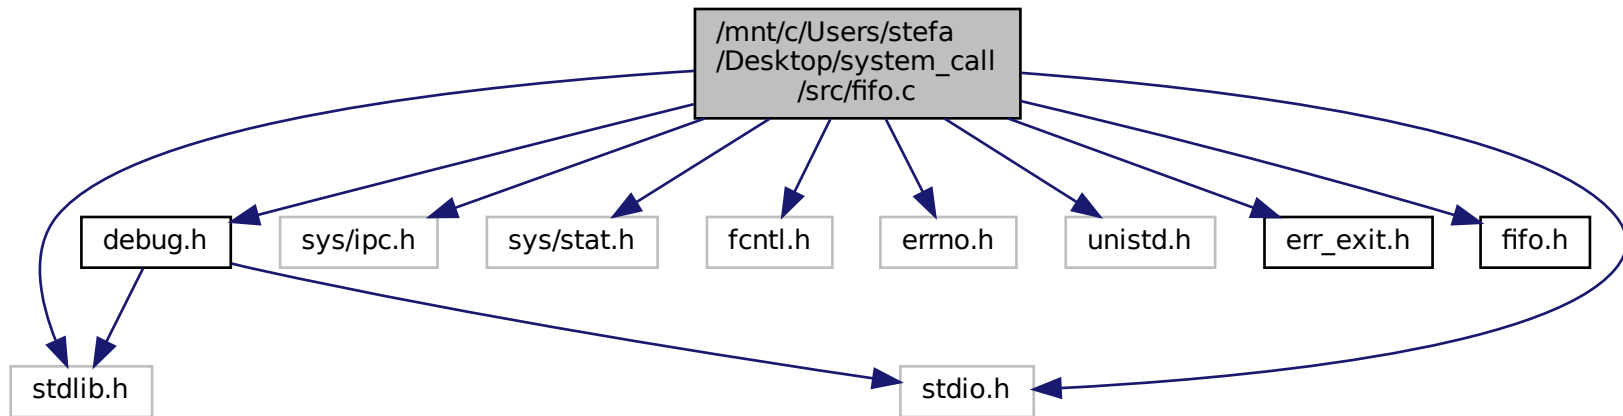 /mnt/c/Users/stefa
/Desktop/system_call
/src/fifo.c
debug.h
sys/ipc.h
sys/stat.h
fcntl.h
errno.h
unistd.h
err_exit.h
fifo.h
stdlib.h
stdio.h